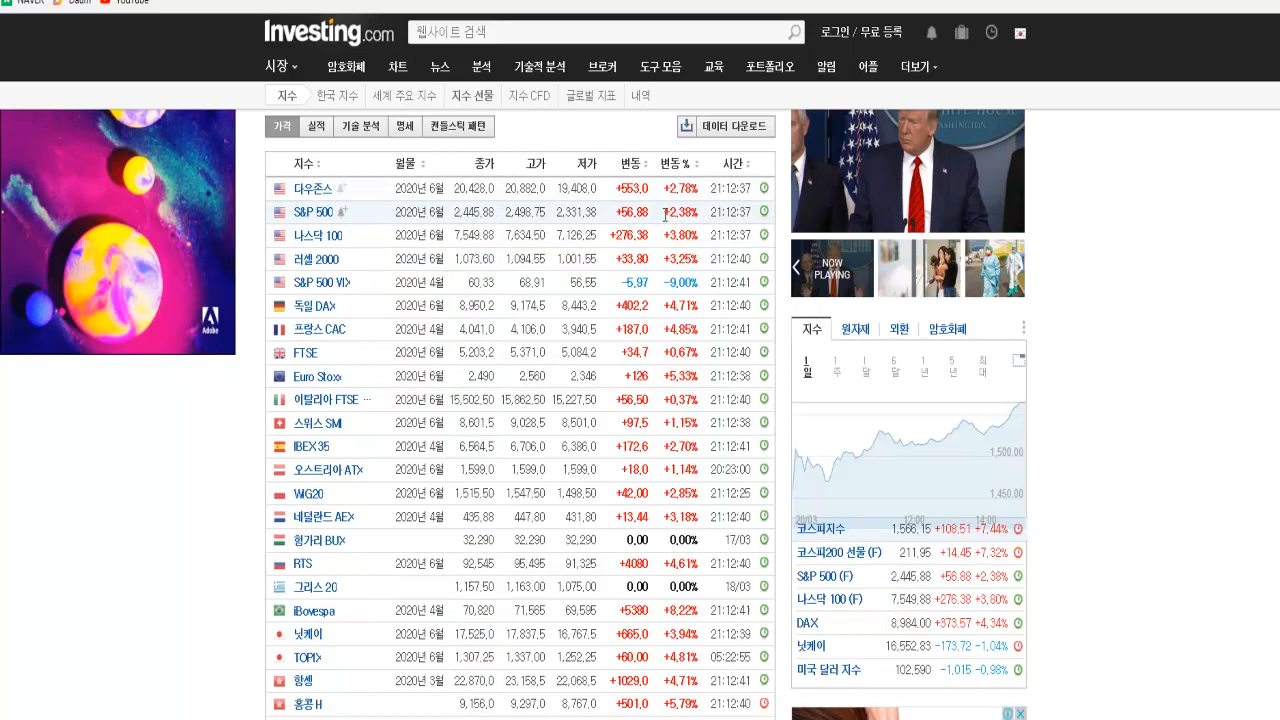 NAVER Daum YouTube
Investing.com 웹사이트 검색 로그인 / 무료 등록
시장 암호화폐 차트 뉴스 분석 기술적 분석 브로커 도구 모음 교육 포트폴리오 알림 어플 더보기
지수 한국 지수 세계 주요 지수 지수 선물 지수 CFD 글로벌 지표 내역
가격 실적 기술 분석 명세 캔들스틱 패턴 데이터 다운로드
지수 월물 종가 고가 저가 변동 변동 % 시간
다우존스 2020년 6월 20,428.0 20,882.0 19,408.0 +553.0 +2.78% 21:12:37
S&P 500 2020년 6월 2,445.88 2,498.75 2,331.38 +56.88 +2.38% 21:12:37
나스닥 100 2020년 6월 7,549.88 7,634.50 7,126.25 +276.38 +3.80% 21:12:37
러셀 2000 2020년 6월 1,073.60 1,094.55 1,001.55 +33.80 +3.25% 21:12:37
S&P 500 VIX 2020년 4월 60.33 68.91 56.55 -5.97 -9.00% 21:12:41
독일 DAX 2020년 6월 8,950.2 9,174.5 8,443.2 +402.2 +4.71% 21:12:40
프랑스 CAC 2020년 4월 4,041.0 4,106.0 3,940.5 +187.0 +4.85% 21:12:41
FTSE 2020년 6월 5,203.2 5,371.0 5,084.2 +34.7 +0.67% 21:12:40
Euro Stoxx 2020년 6월 2,490 2,560 2,346 +126 +5.33% 21:12:38
이탈리아 FTSE ... 2020년 6월 15,502.50 15,862.50 15,227.50 +56.50 +0.37% 21:12:40
스위스 SMI 2020년 6월 8,601.5 9,028.5 8,501.0 +97.5 +1.15% 21:12:38
IBEX 35 2020년 4월 6,564.5 6,706.0 6,386.0 +172.6 +2.70% 21:12:41
오스트리아 ATX 2020년 6월 1,599.0 1,599.0 1,599.0 +18.0 +1.14% 20:23:00
WIG20 2020년 6월 1,515.50 1,547.50 1,498.50 +42.00 +2.85% 21:12:25
네덜란드 AEX 2020년 4월 435.88 447.80 431.80 +13.44 +3.18% 21:12:40
헝가리 BUX 32,290 32,290 32,290 0.00 0.00% 17/03
RTS 2020년 6월 92,545 95,495 91,325 +4080 +4.61% 21:12:40
그리스 20 1,157.50 1,163.00 1,075.00 0.00 0.00% 18/03
iBovespa 2020년 4월 70,820 71,565 69,595 +5380 +8.22% 21:12:41
닛케이 2020년 6월 17,525.0 17,837.5 16,767.5 +665.0 +3.94% 21:12:39
TOPIX 2020년 6월 1,307.25 1,337.00 1,252.25 +60.00 +4.81% 05:22:55
항셍 2020년 3월 22,870.0 23,188.5 22,068.5 +1029.0 +4.71% 21:12:41
홍콩 H 9,156.0 9,297.0 8,767.0 +501.0 +5.79% 21:12:40
Adobe
WHITE HOUSE
WASHINGTON
NOW
PLAYING
지수 원자재 외환 암호화폐
1일 1주 1달 6달 1년 5년 최대
1,500.00
1,450.00
20/03 12:00 14:00
코스피지수 1,566.15 +108.51 +7.44%
코스피200 선물 (F) 211.95 +14.45 +7.32%
S&P 500 (F) 2,445.88 +56.88 +2.38%
나스닥 100 (F) 7,549.88 +276.38 +3.80%
DAX 8,984.00 +373.57 +4.34%
닛케이 16,552.83 -173.72 -1.04%
미국 달러 지수 102.590 -1.015 -0.98%